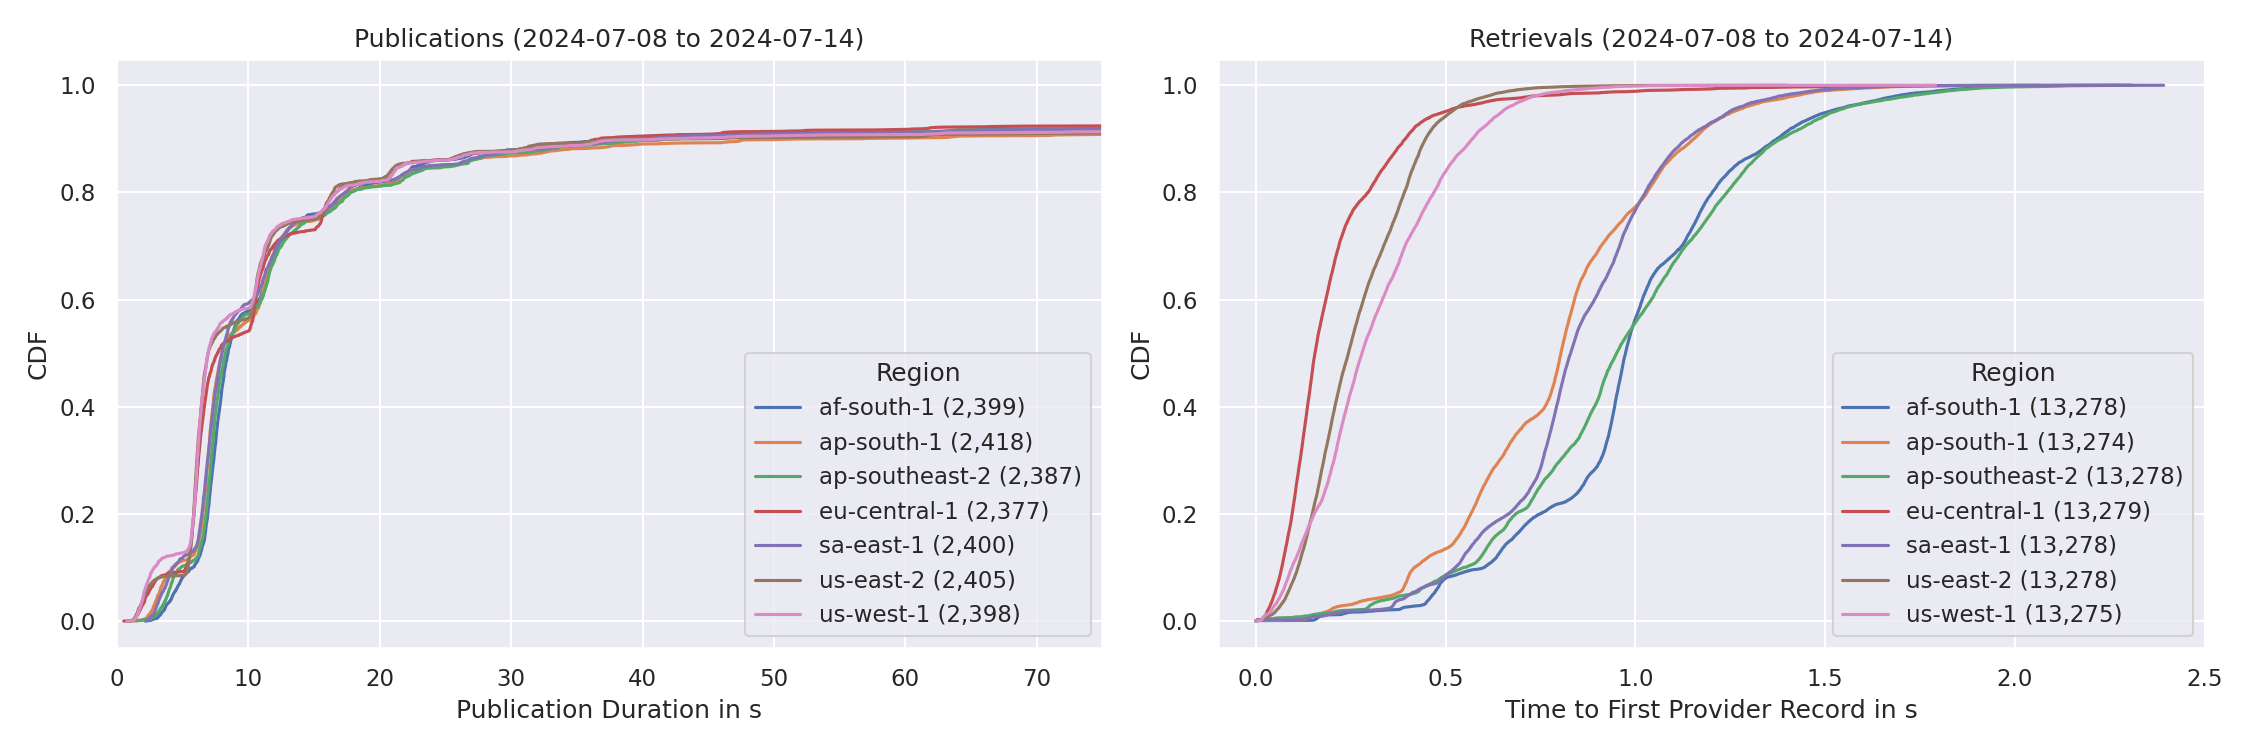 Publications (2024-07-08 to 2024-07-14)
CDF
1.0
0.8
0.6
0.4
0.2
0.0
0
10
20
30
40
50
60
70
Publication Duration in s
Region
af-south-1 (2,399)
ap-south-1 (2,418)
ap-southeast-2 (2,387)
eu-central-1 (2,377)
sa-east-1 (2,400)
us-east-2 (2,405)
us-west-1 (2,398)
Retrievals (2024-07-08 to 2024-07-14)
CDF
1.0
0.8
0.6
0.4
0.2
0.0
0.0
0.5
1.0
1.5
2.0
2.5
Time to First Provider Record in s
Region
af-south-1 (13,278)
ap-south-1 (13,274)
ap-southeast-2 (13,278)
eu-central-1 (13,279)
sa-east-1 (13,278)
us-east-2 (13,278)
us-west-1 (13,275)